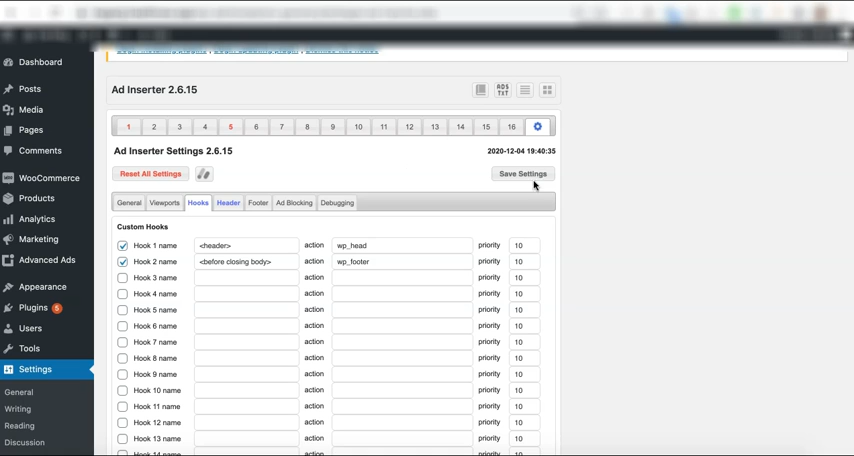 Dashboard
Posts
Media
Pages
Comments
WooCommerce
Products
Analytics
Marketing
Advanced Ads
Appearance
Plugins 5
Users
Tools
Settings
General
Writing
Reading
Discussion
Ad Inserter 2.6.15
ADS TXT
1 2 3 4 5 6 7 8 9 10 11 12 13 14 15 16
Ad Inserter Settings 2.6.15 2020-12-04 19:40:35
Reset All Settings Save Settings
General Viewports Hooks Header Footer Ad Blocking Debugging
Custom Hooks
Hook 1 name <header> action wp_head priority 10
Hook 2 name <before closing body> action wp_footer priority 10
Hook 3 name action priority 10
Hook 4 name action priority 10
Hook 5 name action priority 10
Hook 6 name action priority 10
Hook 7 name action priority 10
Hook 8 name action priority 10
Hook 9 name action priority 10
Hook 10 name action priority 10
Hook 11 name action priority 10
Hook 12 name action priority 10
Hook 13 name action priority 10
Hook 14 name action priority 10